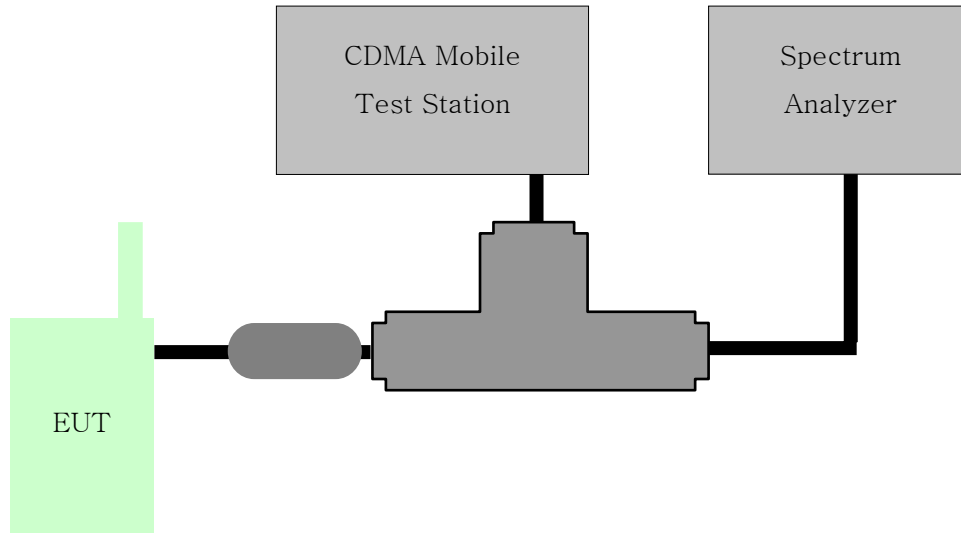 CDMA Mobile
Test Station
Spectrum
Analyzer
EUT